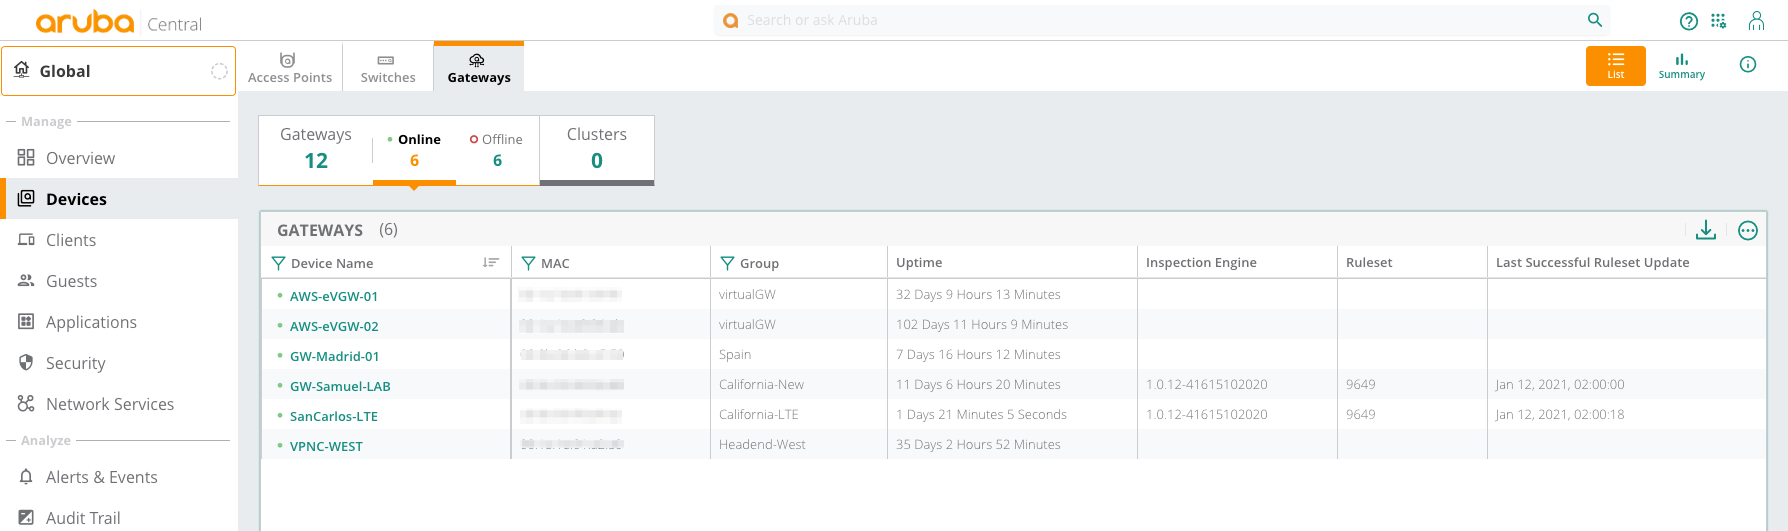 aruba Central
Search or ask Aruba
Global
Access Points
Switches
Gateways
List
Summary
Manage
Overview
Devices
Clients
Guests
Applications
Security
Network Services
Analyze
Alerts & Events
Audit Trail
Gateways
12
Online
6
Offline
6
Clusters
0
GATEWAYS (6)
Device Name MAC Group Uptime Inspection Engine Ruleset Last Successful Ruleset Update
AWS-eVGW-01 virtualGW 32 Days 9 Hours 13 Minutes
AWS-eVGW-02 virtualGW 102 Days 11 Hours 9 Minutes
GW-Madrid-01 Spain 7 Days 16 Hours 12 Minutes
GW-Samuel-LAB California-New 11 Days 6 Hours 20 Minutes 1.0.12-41615102020 9649 Jan 12, 2021, 02:00:00
SanCarlos-LTE California-LTE 1 Days 21 Minutes 5 Seconds 1.0.12-41615102020 9649 Jan 12, 2021, 02:00:18
VPNC-WEST Headend-West 35 Days 2 Hours 52 Minutes